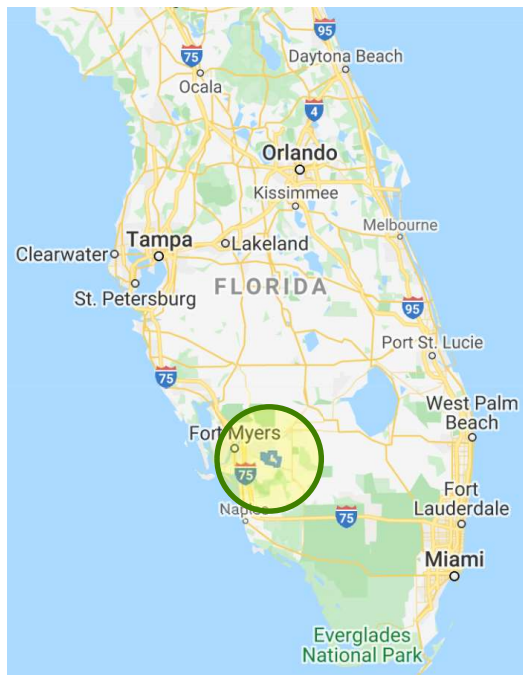 95
75
Daytona Beach
Ocala
4
Orlando
Kissimmee
Melbourne
Tampa
Lakeland
Clearwater
FLORIDA
St. Petersburg
95
Port St. Lucie
75
West Palm
Beach
Fort Myers
75
Naples
75
Fort
Lauderdale
Miami
Everglades
National Park